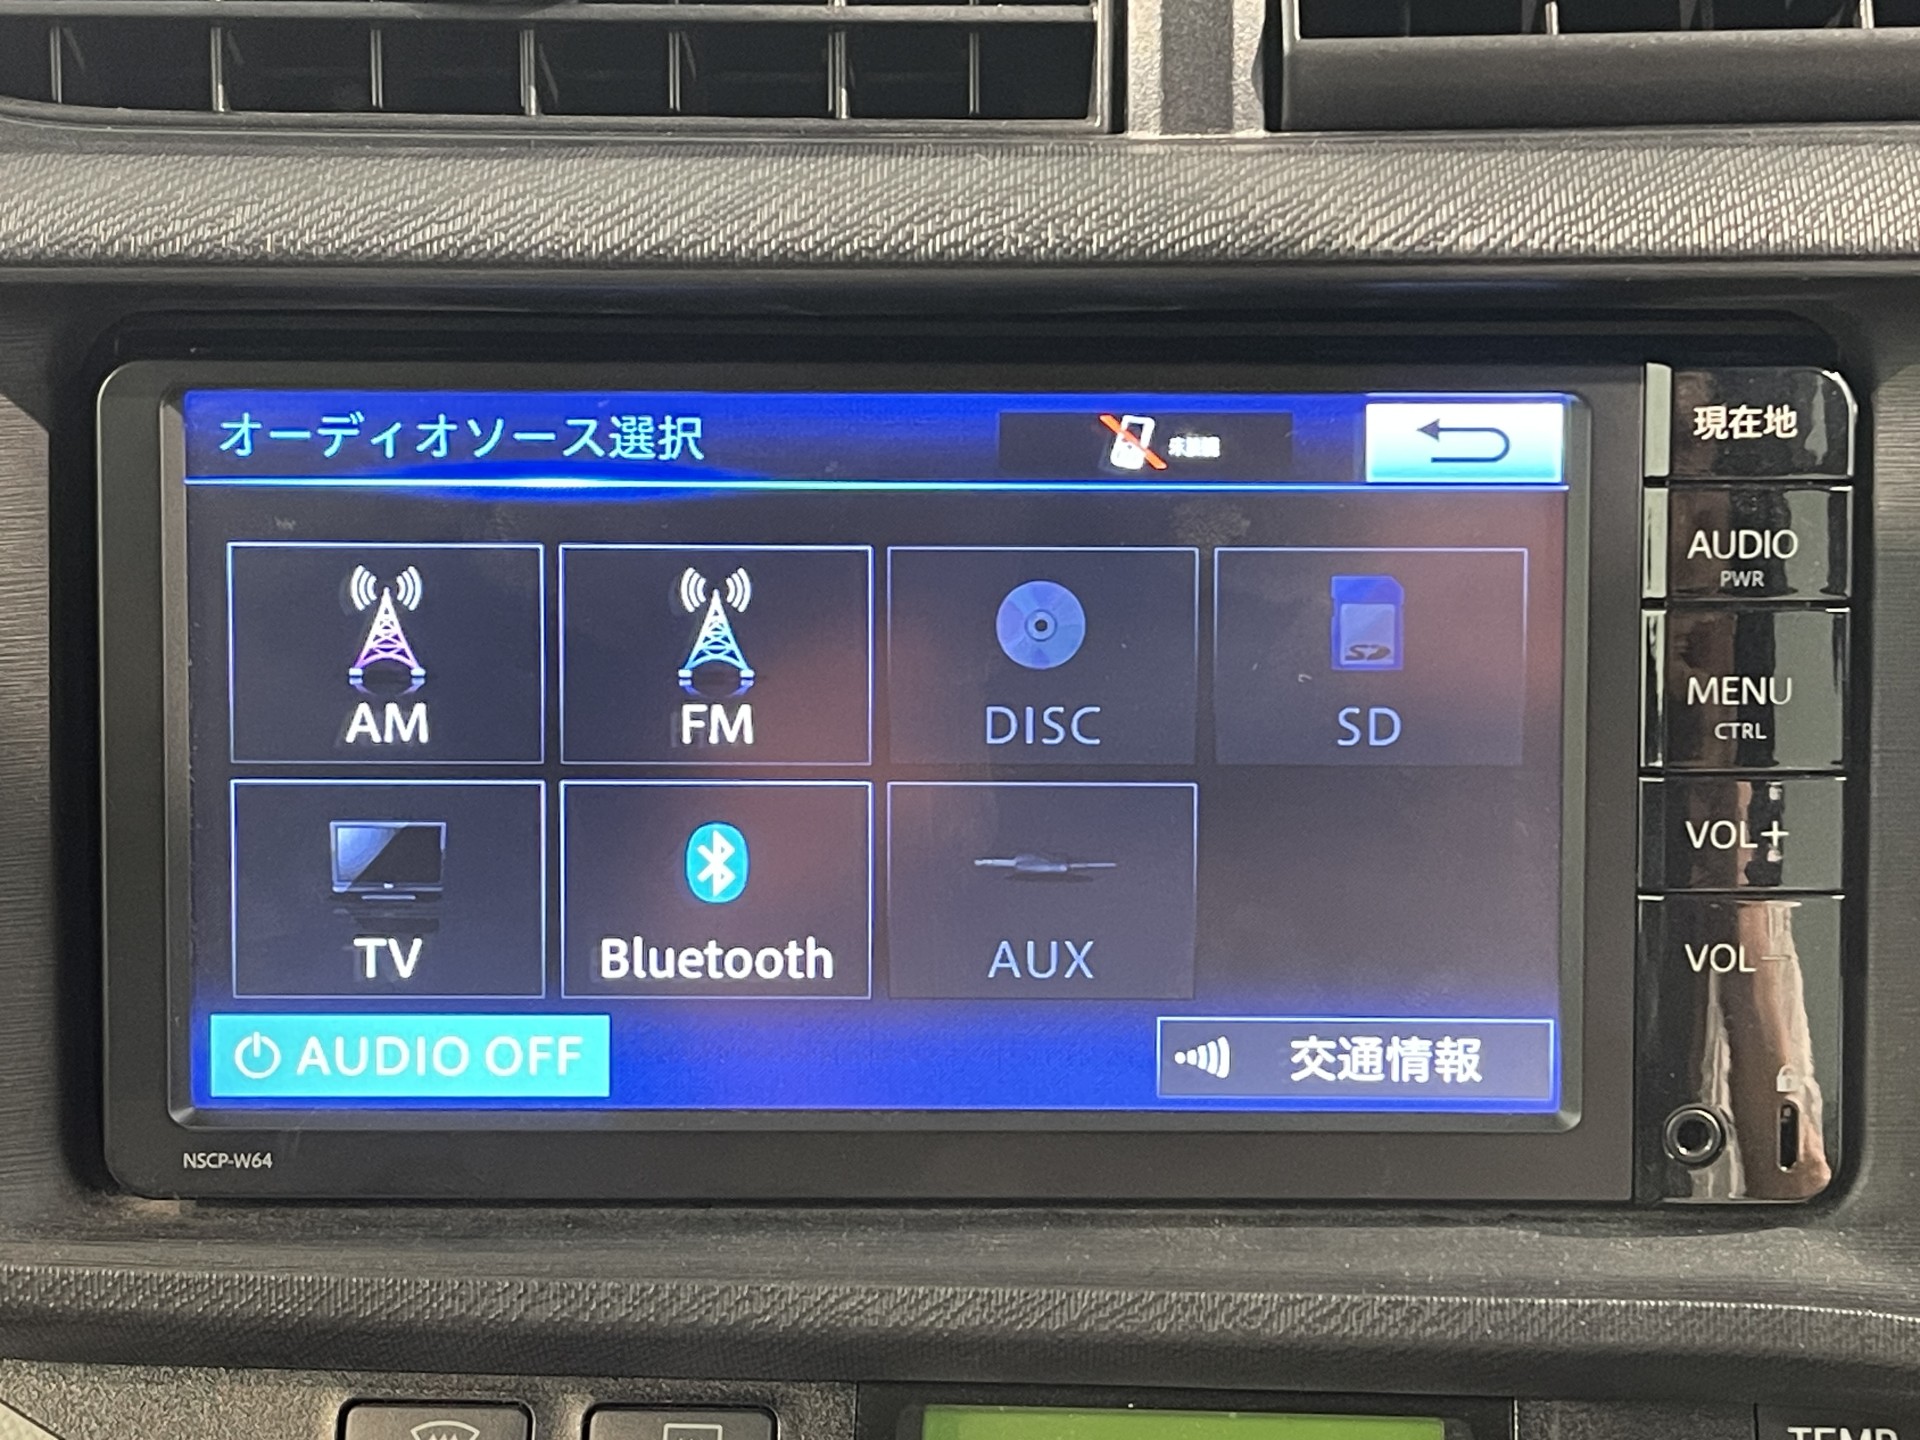 オーディオソース選択
現在地
AUDIO
PWR
MENU
CTRL
VOL+
VOL-
AM
FM
DISC
SD
TV
Bluetooth
AUX
AUDIO OFF
交通情報
NSCP-W64